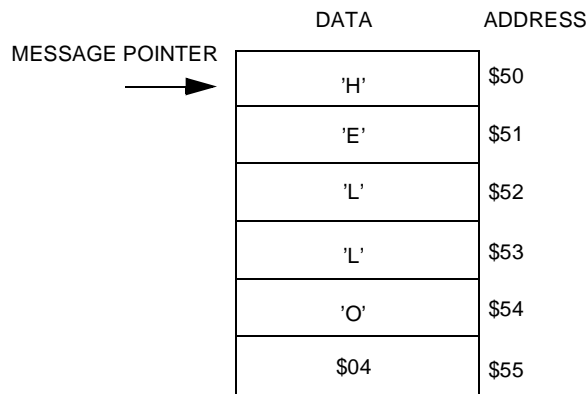 DATA ADDRESS
MESSAGE POINTER
’H’ $50
’E’ $51
’L’ $52
’L’ $53
’O’ $54
$04 $55